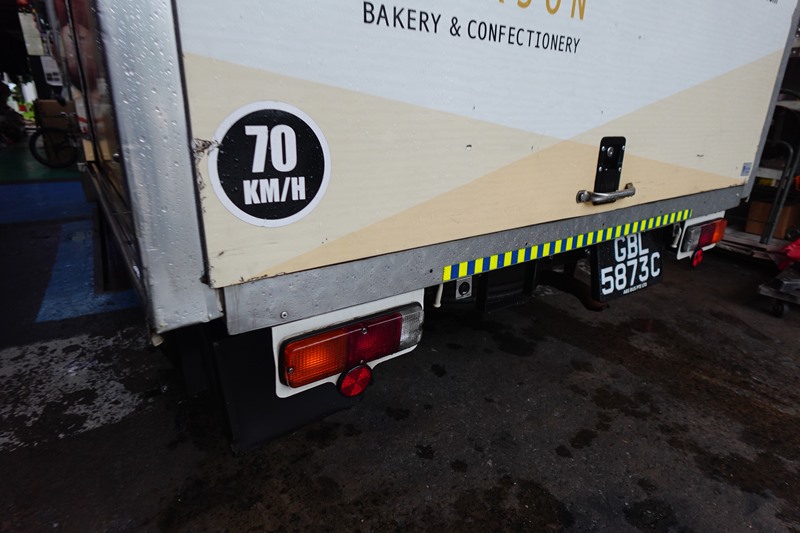 BAKERY & CONFECTIONERY
70
KM/H
GBL
5873C